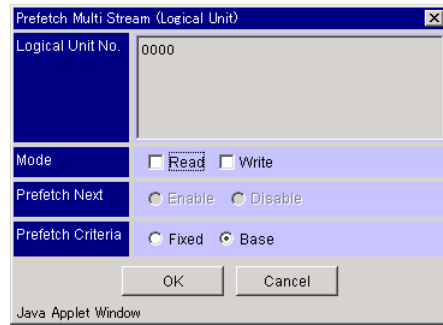 Prefetch Multi Stream (Logical Unit)
Logical Unit No. 0000
Mode Read Write
Prefetch Next Enable Disable
Prefetch Criteria Fixed Base
OK Cancel
Java Applet Window